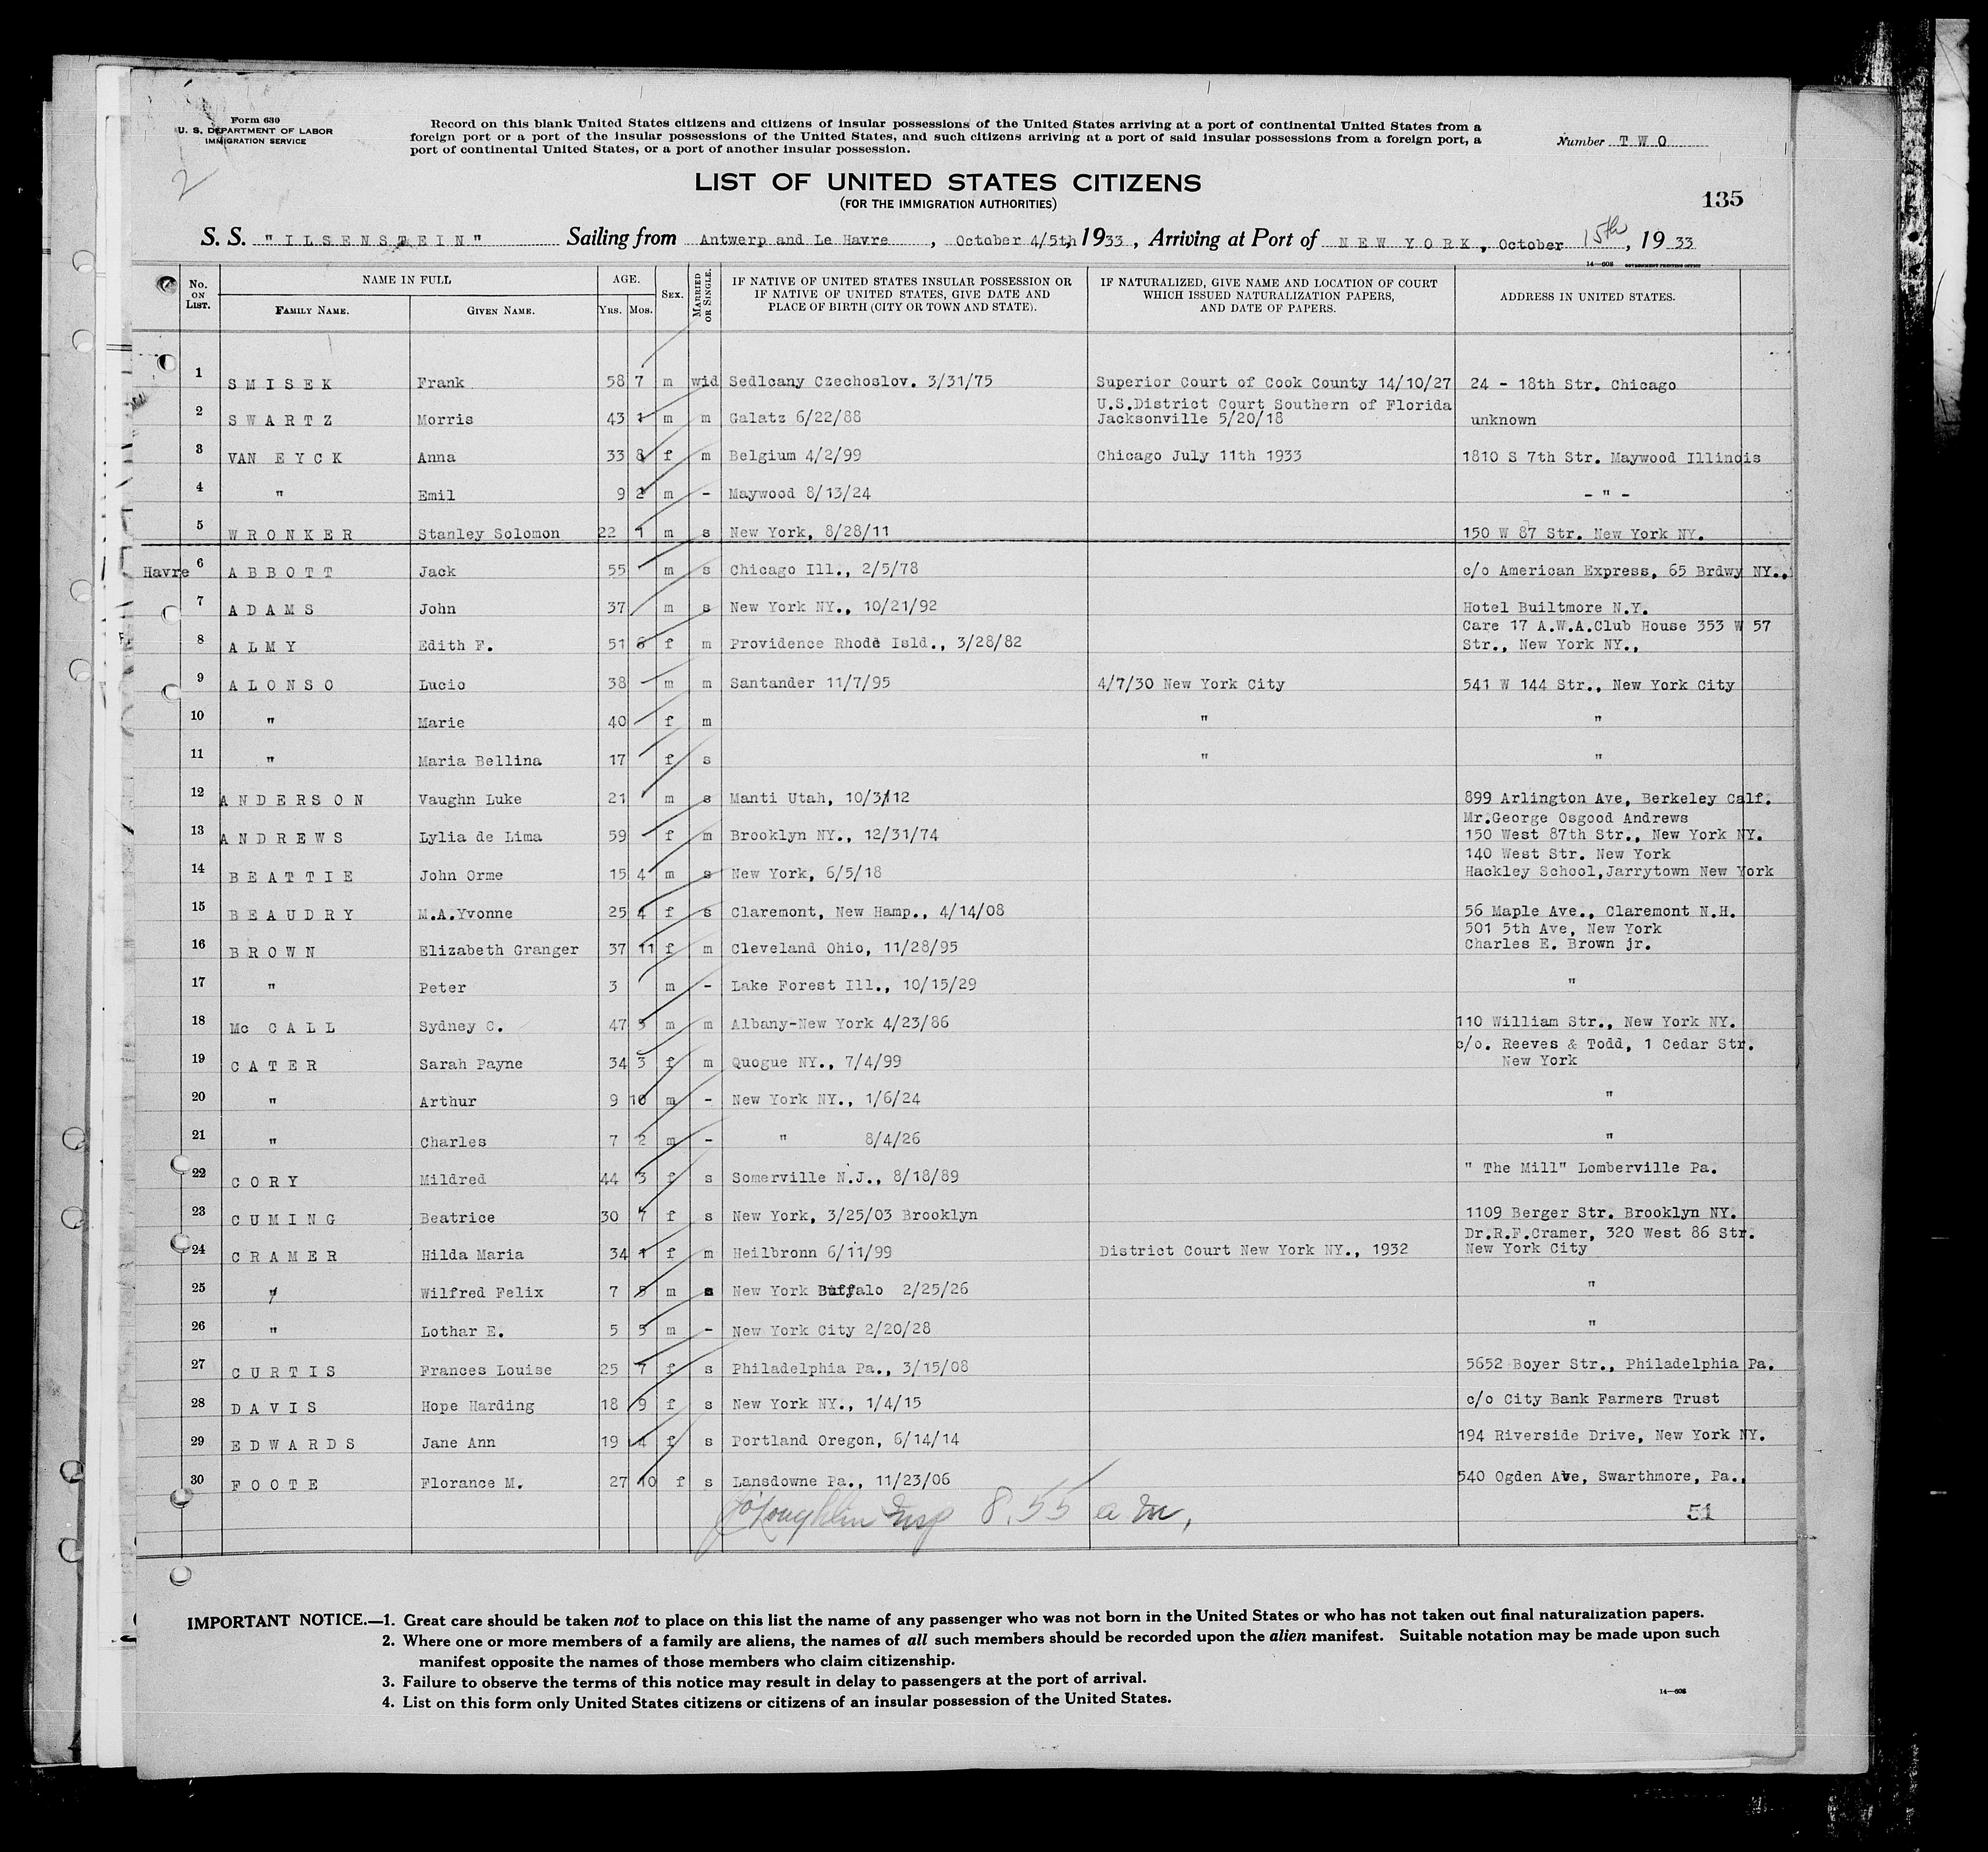 Form 630
U. S. DEPARTMENT OF LABOR
IMMIGRATION SERVICE
Record on this blank United States citizens and citizens of insular possessions of the United States arriving at a port of continental United States from a
foreign port or a port of the insular possessions of the United States, and such citizens arriving at a port of said insular possessions from a foreign port, a
port of continental United States, or a port of another insular possession.
Number T W O
2
LIST OF UNITED STATES CITIZENS
(FOR THE IMMIGRATION AUTHORITIES)
135
S. S. "ILSENSTEIN" Sailing from Antwerp and Le Havre, October 4/5th, 1933, Arriving at Port of NEW YORK, October 15th, 1933
14—608 GOVERNMENT PRINTING OFFICE
No. ON LIST. NAME IN FULL FAMILY NAME. GIVEN NAME. AGE. YRS. MOS. SEX. MARRIED OR SINGLE. IF NATIVE OF UNITED STATES INSULAR POSSESSION OR IF NATIVE OF UNITED STATES, GIVE DATE AND PLACE OF BIRTH (CITY OR TOWN AND STATE). IF NATURALIZED, GIVE NAME AND LOCATION OF COURT WHICH ISSUED NATURALIZATION PAPERS, AND DATE OF PAPERS. ADDRESS IN UNITED STATES.
1 SMISEK Frank 58 7 m wid Sedlcany Czechoslov. 3/31/75 Superior Court of Cook County 14/10/27 24 - 18th Str. Chicago
2 SWARTZ Morris 43 1 m m Galatz 6/22/88 U.S.District Court Southern of Florida Jacksonville 5/20/18 unknown
3 VAN EYCK Anna 33 8 f m Belgium 4/2/99 Chicago July 11th 1933 1810 S 7th Str. Maywood Illinois
4 " Emil 9 2 m - Maywood 8/13/24 - " -
5 WRONKER Stanley Solomon 22 1 m s New York, 8/28/11 150 W 87 Str. New York NY.
Havre 6 ABBOTT Jack 55 m s Chicago Ill., 2/5/78 c/o American Express, 65 Brdwy NY.,
7 ADAMS John 37 m s New York NY., 10/21/92 Hotel Builtmore N.Y.
8 ALMY Edith F. 51 6 f m Providence Rhode Isld., 3/28/82 Care 17 A.W.A.Club House 353 W 57 Str., New York NY.,
9 ALONSO Lucio 38 m m Santander 11/7/95 4/7/30 New York City 541 W 144 Str., New York City
10 " Marie 40 f m " "
11 " Maria Bellina 17 f s " "
12 ANDERSON Vaughn Luke 21 m s Manti Utah, 10/3/12 899 Arlington Ave, Berkeley Calf.
13 ANDREWS Lylia de Lima 59 f m Brooklyn NY., 12/31/74 Mr.George Osgood Andrews 150 West 87th Str., New York NY.
14 BEATTIE John Orme 15 4 m s New York, 6/5/18 140 West Str. New York Hackley School,Jarrytown New York
15 BEAUDRY M.A.Yvonne 25 4 f s Claremont, New Hamp., 4/14/08 56 Maple Ave., Claremont N.H.
16 BROWN Elizabeth Granger 37 11 f m Cleveland Ohio, 11/28/95 501 5th Ave, New York Charles E. Brown jr.
17 " Peter 3 m - Lake Forest Ill., 10/15/29 "
18 Mc CALL Sydney C. 47 5 m m Albany-New York 4/23/86 110 William Str., New York NY.
19 CATER Sarah Payne 34 3 f m Quogue NY., 7/4/99 c/o. Reeves & Todd, 1 Cedar Str. New York
20 " Arthur 9 10 m - New York NY., 1/6/24 "
21 " Charles 7 2 m - " 8/4/26 "
22 CORY Mildred 44 3 f s Somerville N.J., 8/18/89 " The Mill" Lomberville Pa.
23 CUMING Beatrice 30 7 f s New York, 3/25/03 Brooklyn 1109 Berger Str. Brooklyn NY.
24 CRAMER Hilda Maria 34 1 f m Heilbronn 6/11/99 District Court New York NY., 1932 Dr.R.F.Cramer, 320 West 86 Str. New York City
25 " Wilfred Felix 7 5 m s New York Buffalo 2/25/26 "
26 " Lothar E. 5 5 m - New York City 2/20/28 "
27 CURTIS Frances Louise 25 7 f s Philadelphia Pa., 3/15/08 5652 Boyer Str., Philadelphia Pa.
28 DAVIS Hope Harding 18 9 f s New York NY., 1/4/15 c/o City Bank Farmers Trust
29 EDWARDS Jane Ann 19 4 f s Portland Oregon, 6/14/14 194 Riverside Drive, New York NY.
30 FOOTE Florance M. 27 10 f s Lansdowne Pa., 11/23/06 540 Ogden Ave, Swarthmore, Pa.,
Insp 8.55 a.m.
51
IMPORTANT NOTICE.—1. Great care should be taken not to place on this list the name of any passenger who was not born in the United States or who has not taken out final naturalization papers.
2. Where one or more members of a family are aliens, the names of all such members should be recorded upon the alien manifest. Suitable notation may be made upon such
manifest opposite the names of those members who claim citizenship.
3. Failure to observe the terms of this notice may result in delay to passengers at the port of arrival.
4. List on this form only United States citizens or citizens of an insular possession of the United States.
14—608